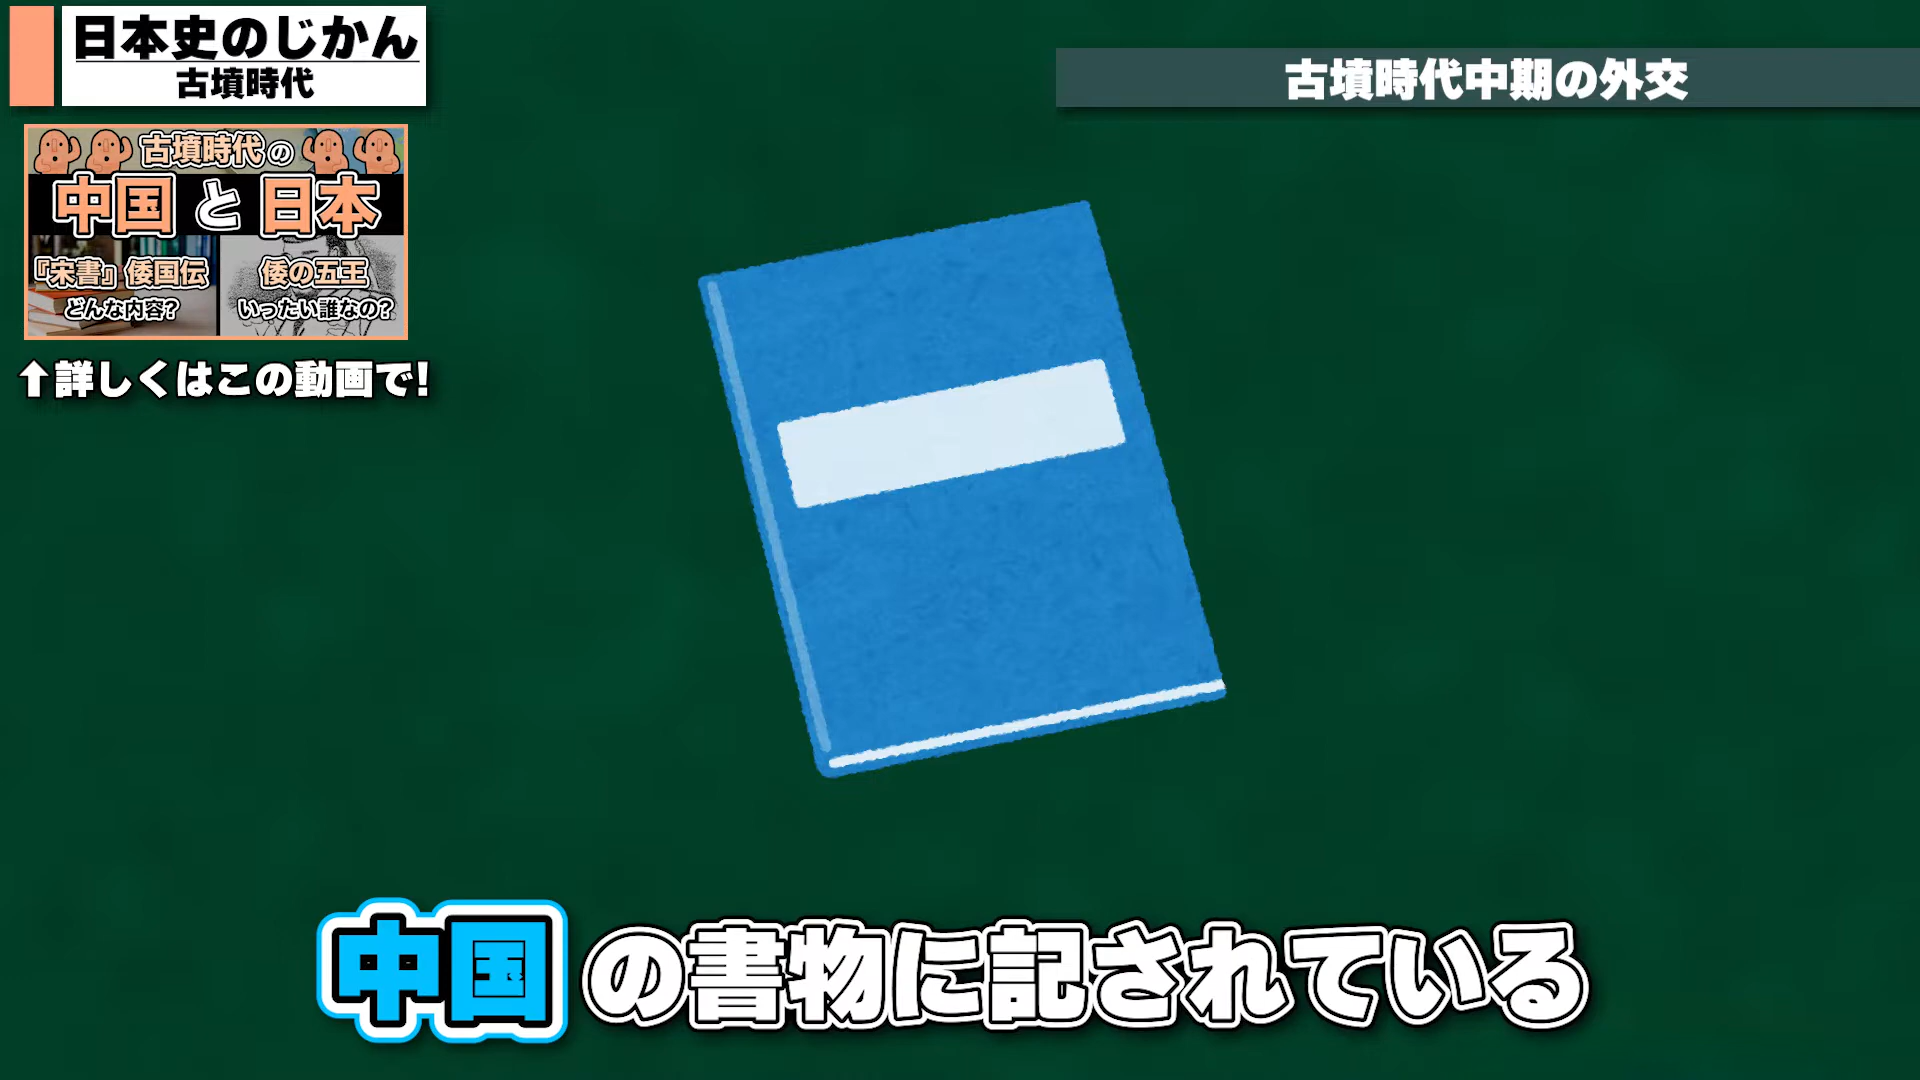 日本史のじかん
古墳時代
古墳時代中期の外交
古墳時代の
中国と日本
『宋書』倭国伝
どんな内容?
倭の五王
いったい誰なの?
↑詳しくはこの動画で!
中国の書物に記されている